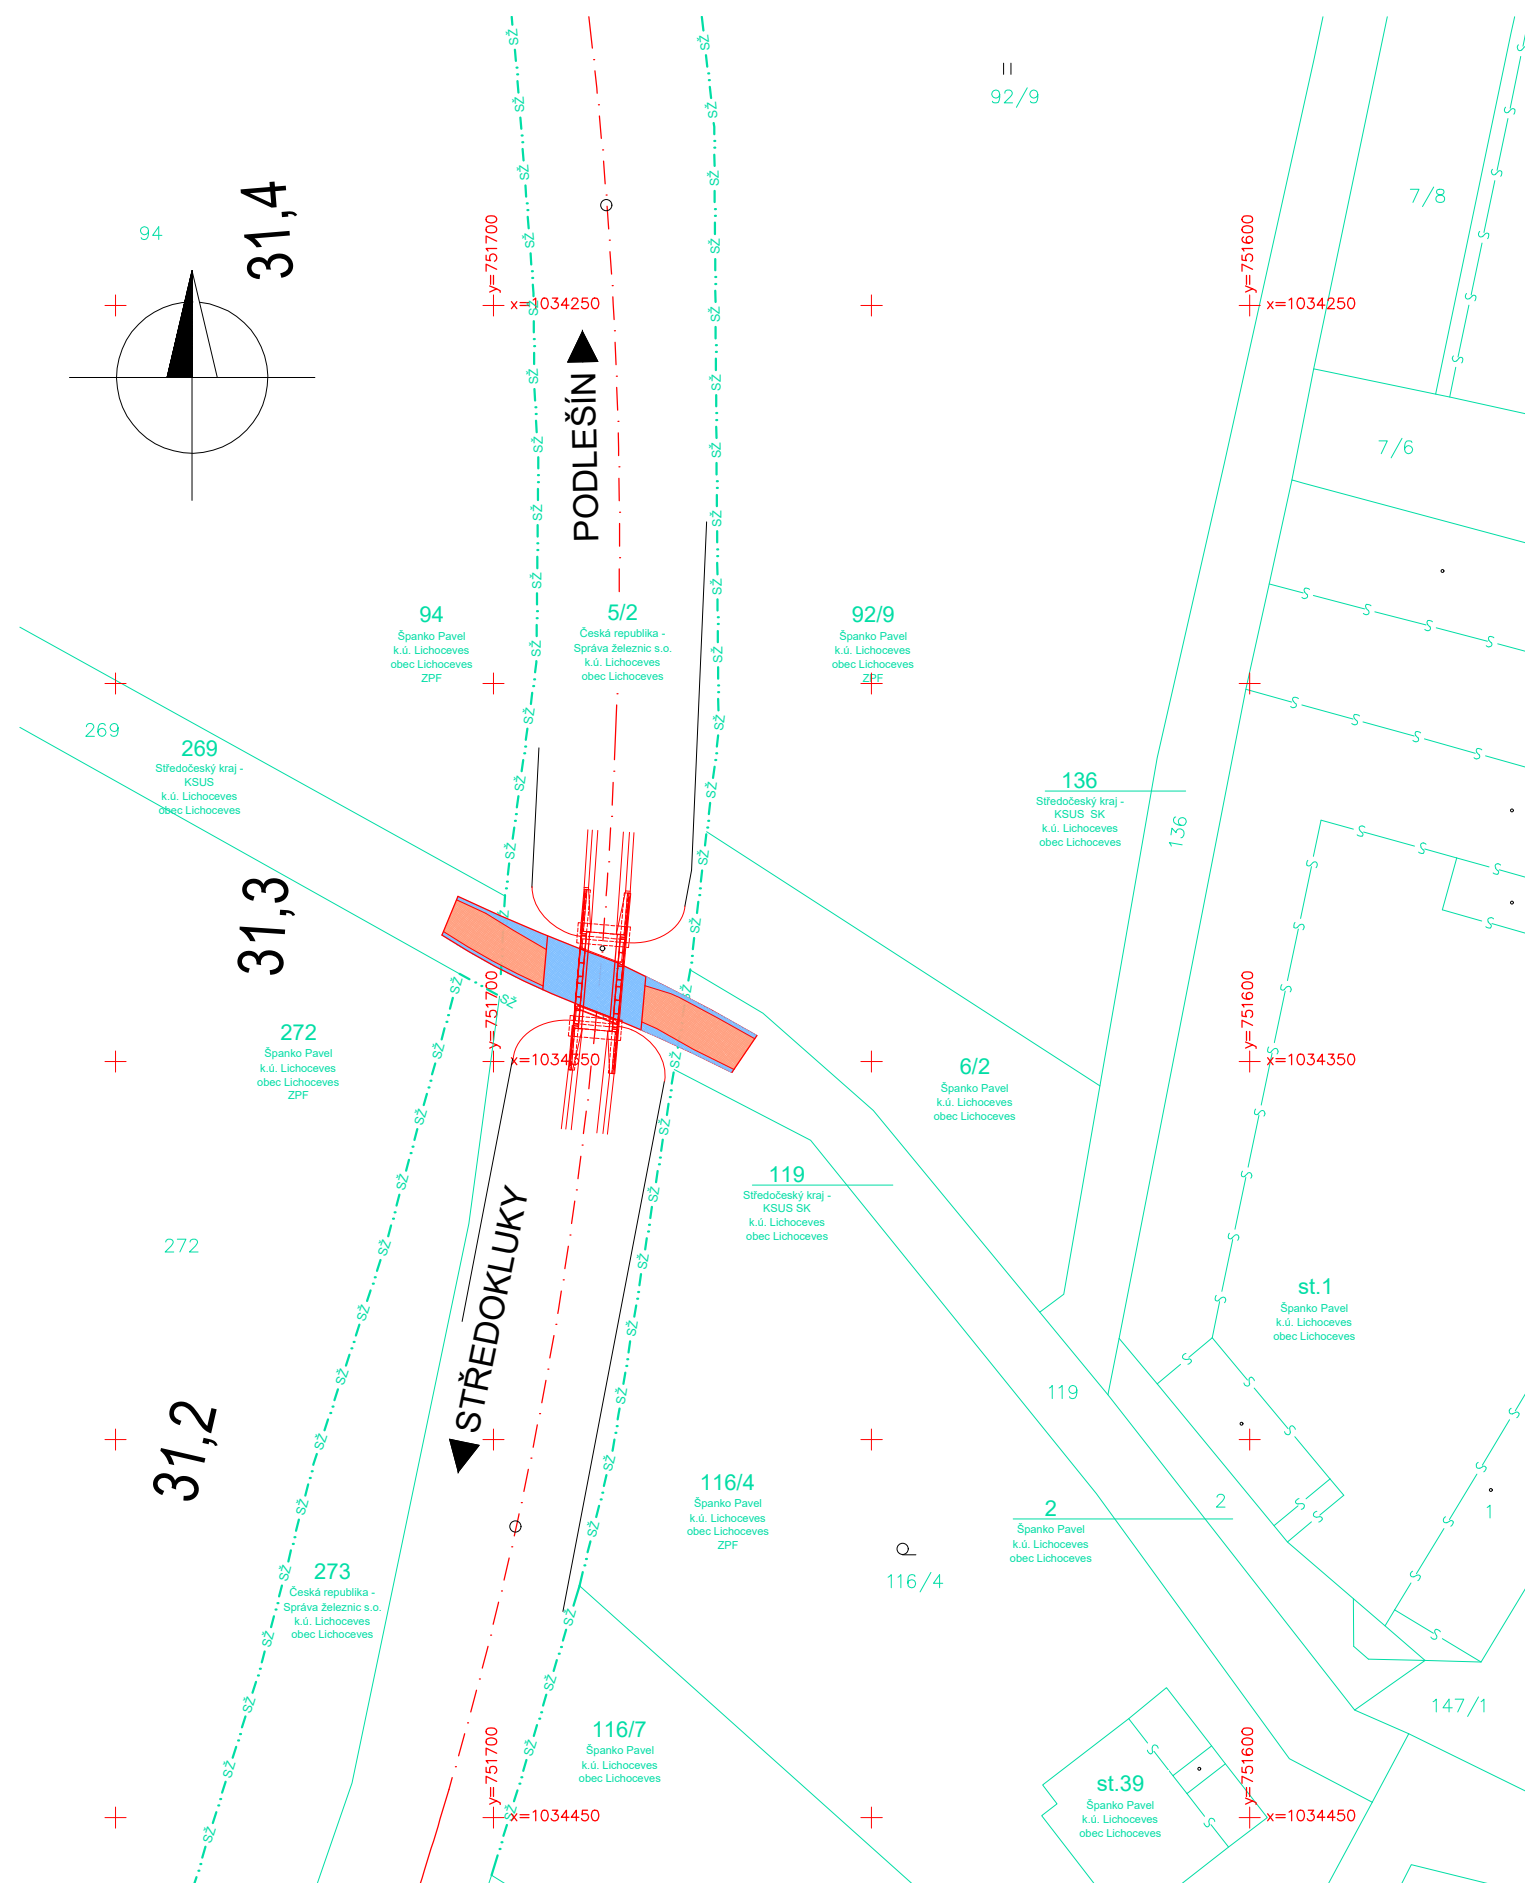 92/9
31,4
94
7/8
y=751700
x=1034250
y=751600
x=1034250
PODLEŠÍN
7/6
94
Španko Pavel
k.ú. Lichoceves
obec Lichoceves
ZPF
5/2
Česká republika -
Správa železnic s.o.
k.ú. Lichoceves
obec Lichoceves
92/9
Španko Pavel
k.ú. Lichoceves
obec Lichoceves
ZPF
269
269
Středočeský kraj -
KSUS
k.ú. Lichoceves
obec Lichoceves
136
Středočeský kraj -
KSUS SK
k.ú. Lichoceves
obec Lichoceves
136
31,3
y=751700
x=1034350
y=751600
x=1034350
272
Španko Pavel
k.ú. Lichoceves
obec Lichoceves
ZPF
6/2
Španko Pavel
k.ú. Lichoceves
obec Lichoceves
119
Středočeský kraj -
KSUS SK
k.ú. Lichoceves
obec Lichoceves
272
STŘEDOKLUKY
st.1
Španko Pavel
k.ú. Lichoceves
obec Lichoceves
119
31,2
116/4
Španko Pavel
k.ú. Lichoceves
obec Lichoceves
ZPF
2
Španko Pavel
k.ú. Lichoceves
obec Lichoceves
2
1
116/4
273
Česká republika -
Správa železnic s.o.
k.ú. Lichoceves
obec Lichoceves
147/1
116/7
Španko Pavel
k.ú. Lichoceves
obec Lichoceves
st.39
Španko Pavel
k.ú. Lichoceves
obec Lichoceves
y=751700
x=1034450
y=751600
x=1034450
SŽ